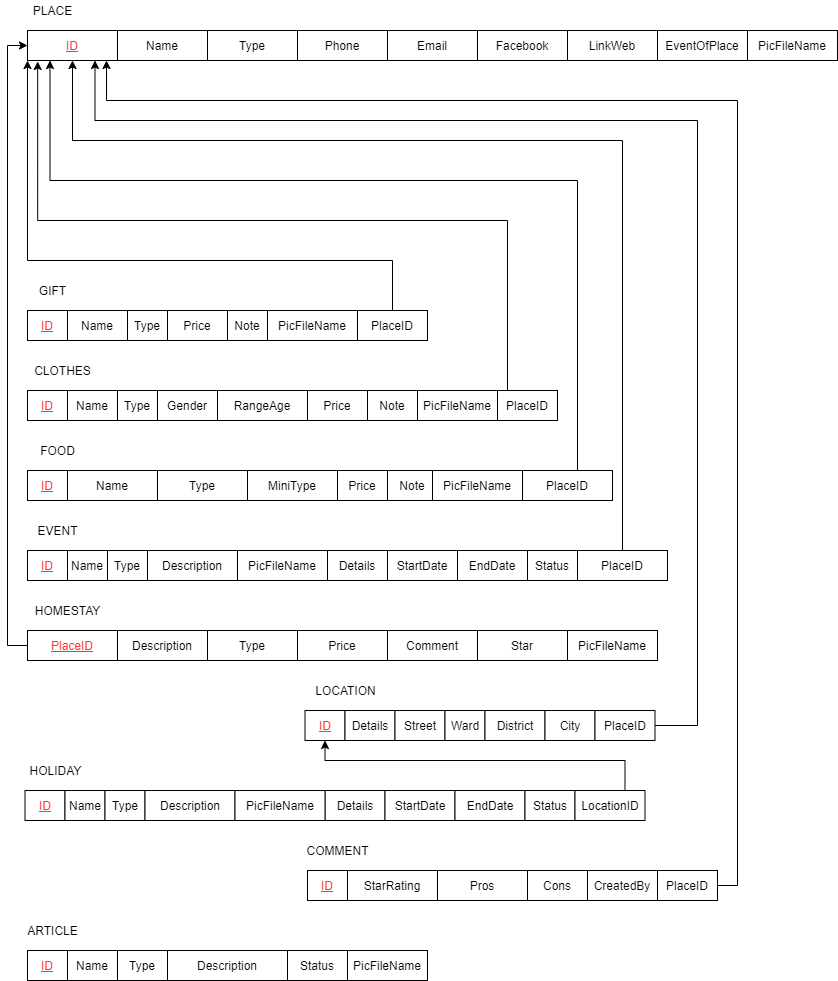 PLACE
ID Name Type Phone Email Facebook LinkWeb EventOfPlace PicFileName
GIFT
ID Name Type Price Note PicFileName PlaceID
CLOTHES
ID Name Type Gender RangeAge Price Note PicFileName PlaceID
FOOD
ID Name Type MiniType Price Note PicFileName PlaceID
EVENT
ID Name Type Description PicFileName Details StartDate EndDate Status PlaceID
HOMESTAY
PlaceID Description Type Price Comment Star PicFileName
LOCATION
ID Details Street Ward District City PlaceID
HOLIDAY
ID Name Type Description PicFileName Details StartDate EndDate Status LocationID
COMMENT
ID StarRating Pros Cons CreatedBy PlaceID
ARTICLE
ID Name Type Description Status PicFileName